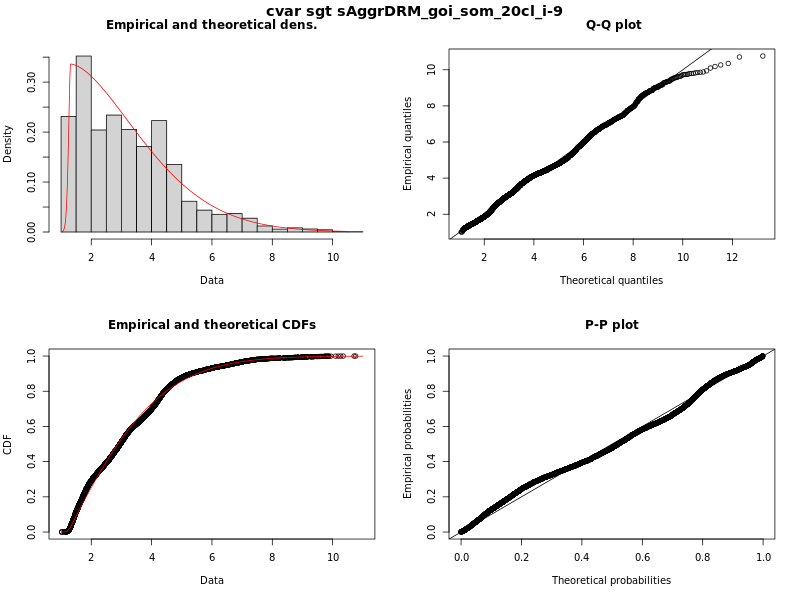 cvar sgt sAggrDRM_goi_som_20cl_i-9
Empirical and theoretical dens.
Density
0.00 0.10 0.20 0.30
2 4 6 8 10
Data
Q-Q plot
Empirical quantiles
2 4 6 8 10
2 4 6 8 10 12
Theoretical quantiles
Empirical and theoretical CDFs
CDF
0.0 0.2 0.4 0.6 0.8 1.0
2 4 6 8 10
Data
P-P plot
Empirical probabilities
0.0 0.2 0.4 0.6 0.8 1.0
0.0 0.2 0.4 0.6 0.8 1.0
Theoretical probabilities